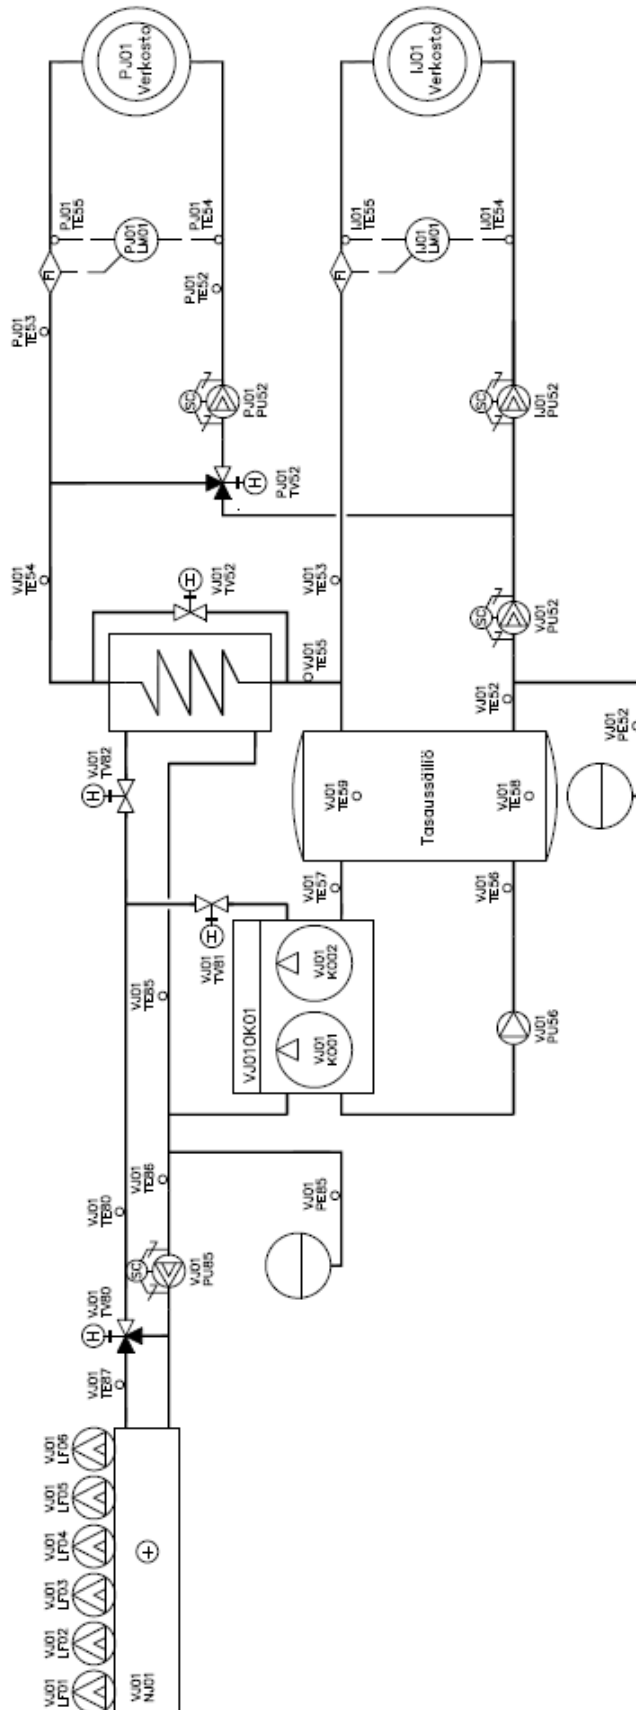 PJ01
Verkosto
IJ01
Verkosto
PJ01
TE55
PJ01
LM01
PJ01
TE54
IJ01
TE55
IJ01
LM01
IJ01
TE54
FI
FI
PJ01
TE53
PJ01
TE52
SC
PJ01
PU52
SC
IJ01
PU52
H
PJ01
TV52
VJ01
TE54
H
VJ01
TV52
VJ01
TE53
SC
VJ01
PU52
VJ01
TE55
VJ01
TE52
VJ01
PE52
VJ01
TV82
H
VJ01
TE59
Tasaussäiliö
VJ01
TE58
VJ01
TE57
VJ01
TE56
H
VJ01
TV81
VJ01
TE85
VJ010K01
VJ01
K002
VJ01
K001
VJ01
PU56
VJ01
TE86
VJ01
TE80
VJ01
PE85
SC
VJ01
PU85
VJ01
TV80
H
VJ01
TE87
VJ01
LF06
VJ01
LF05
VJ01
LF04
VJ01
LF03
VJ01
LF02
VJ01
LF01
+
VJ01
NJ01